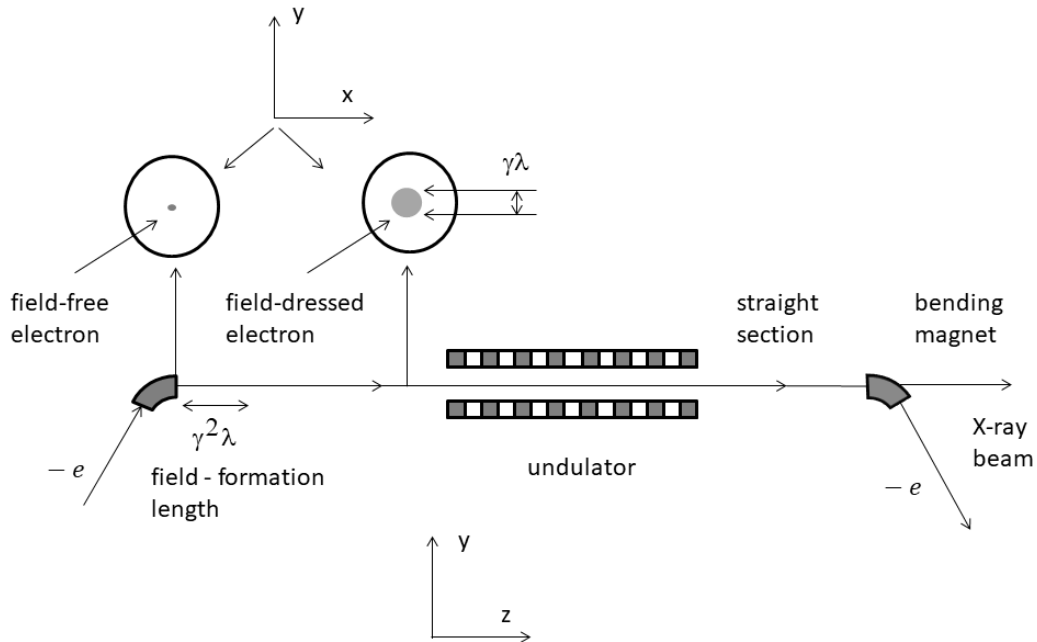 y
x
γλ
field-free
electron
field-dressed
electron
straight
section
bending
magnet
γ²λ
− e
field - formation
length
undulator
X-ray
beam
− e
y
z